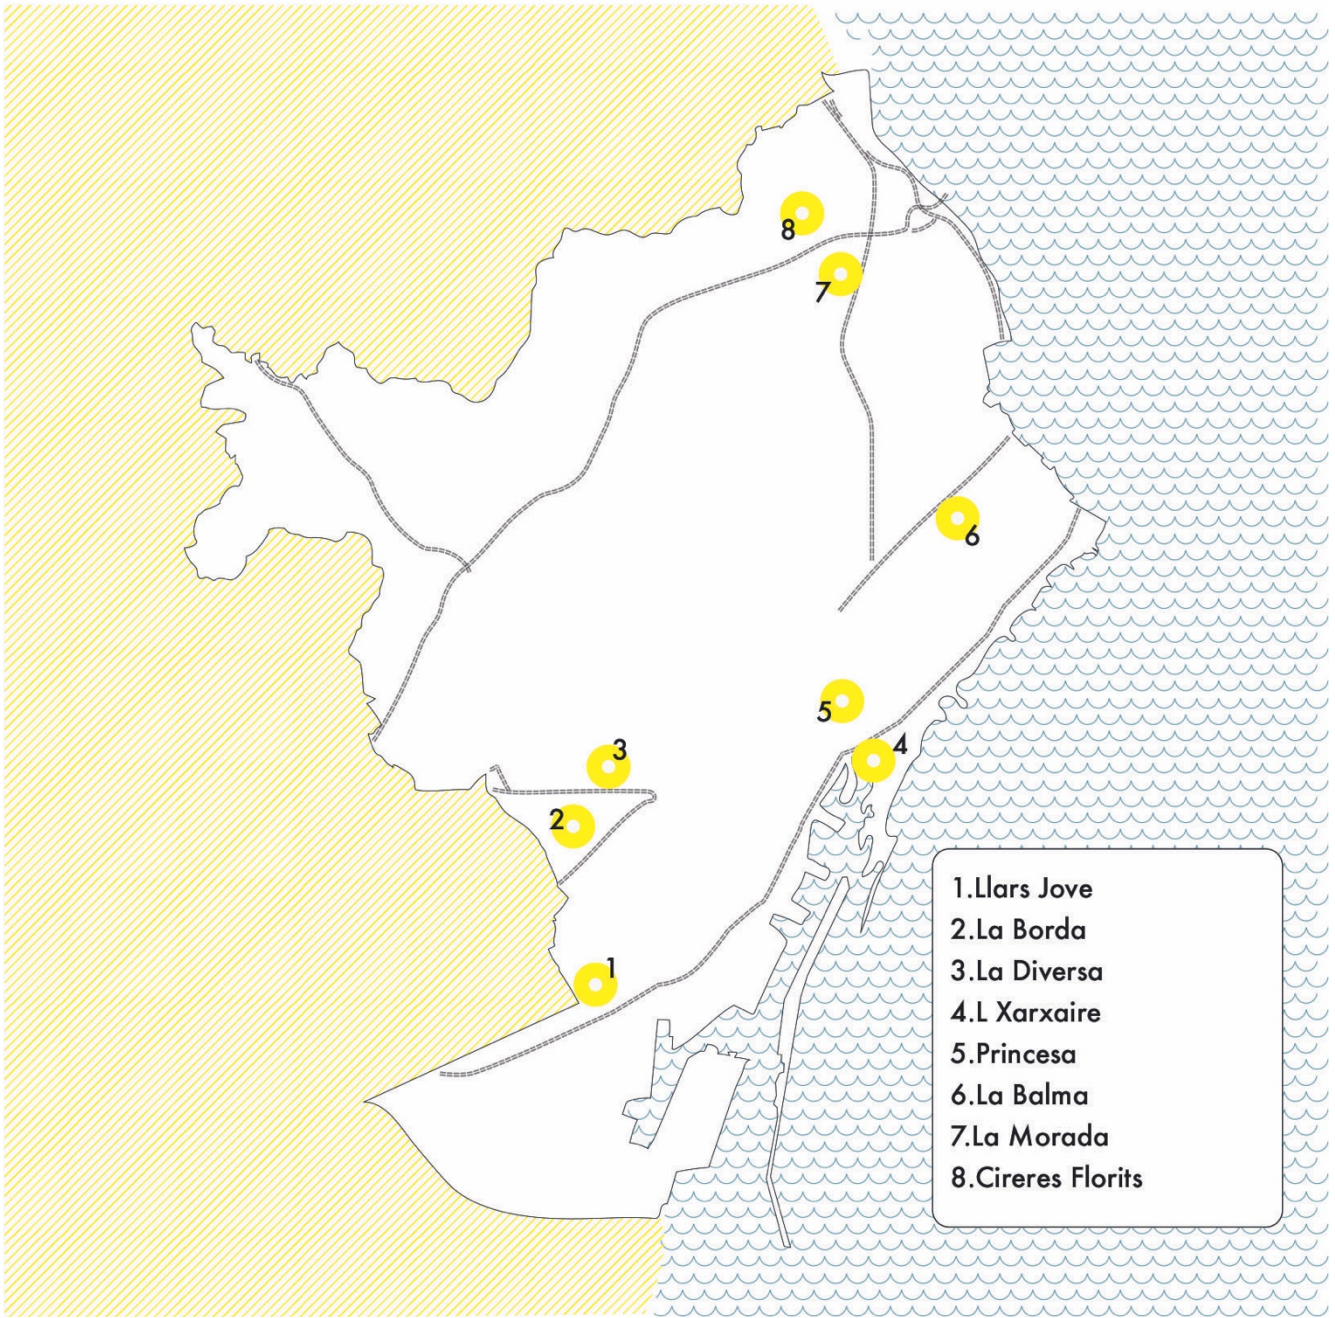 8
7
6
5
4
3
2
1
1.Llars Jove
2.La Borda
3.La Diversa
4.L Xarxaire
5.Princesa
6.La Balma
7.La Morada
8.Cireres Florits